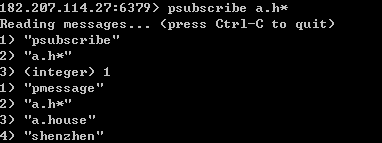 182.207.114.27:6379> psubscribe a.h*
Reading messages... (press Ctrl-C to quit)
1) "psubscribe"
2) "a.h*"
3) (integer) 1
1) "pmessage"
2) "a.h*"
3) "a.house"
4) "shenzhen"